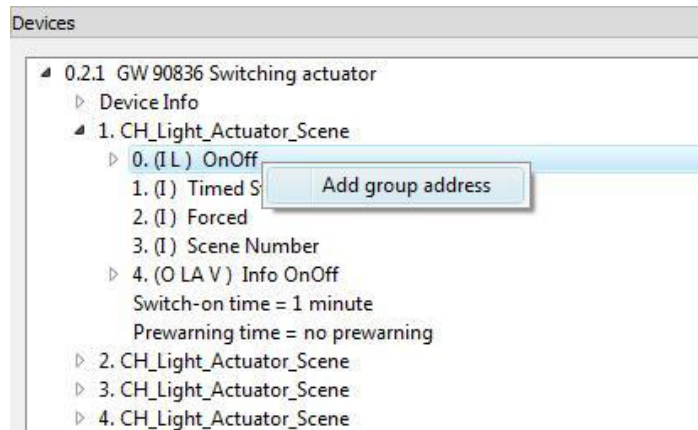 Devices
0.2.1 GW 90836 Switching actuator
Device Info
1. CH_Light_Actuator_Scene
0. (I L ) OnOff
1. (I ) Timed S
Add group address
2. (I ) Forced
3. (I ) Scene Number
4. (O LA V ) Info OnOff
Switch-on time = 1 minute
Prewarning time = no prewarning
2. CH_Light_Actuator_Scene
3. CH_Light_Actuator_Scene
4. CH_Light_Actuator_Scene